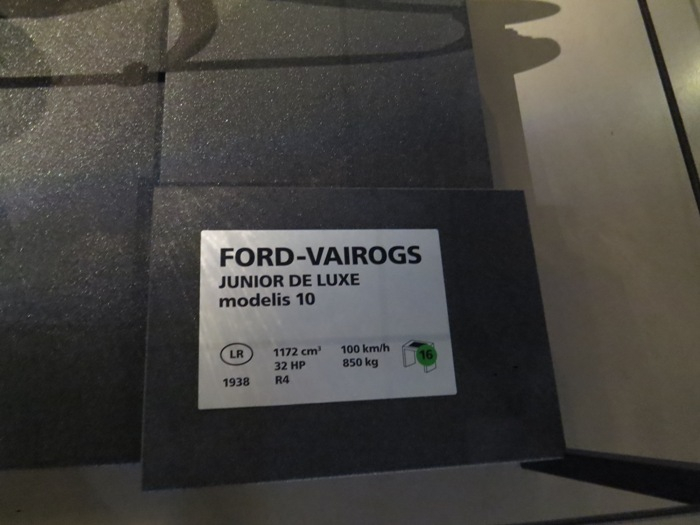 FORD-VAIROGS
JUNIOR DE LUXE
modelis 10
LR 1172 cm³ 100 km/h 16
32 HP 850 kg
1938 R4